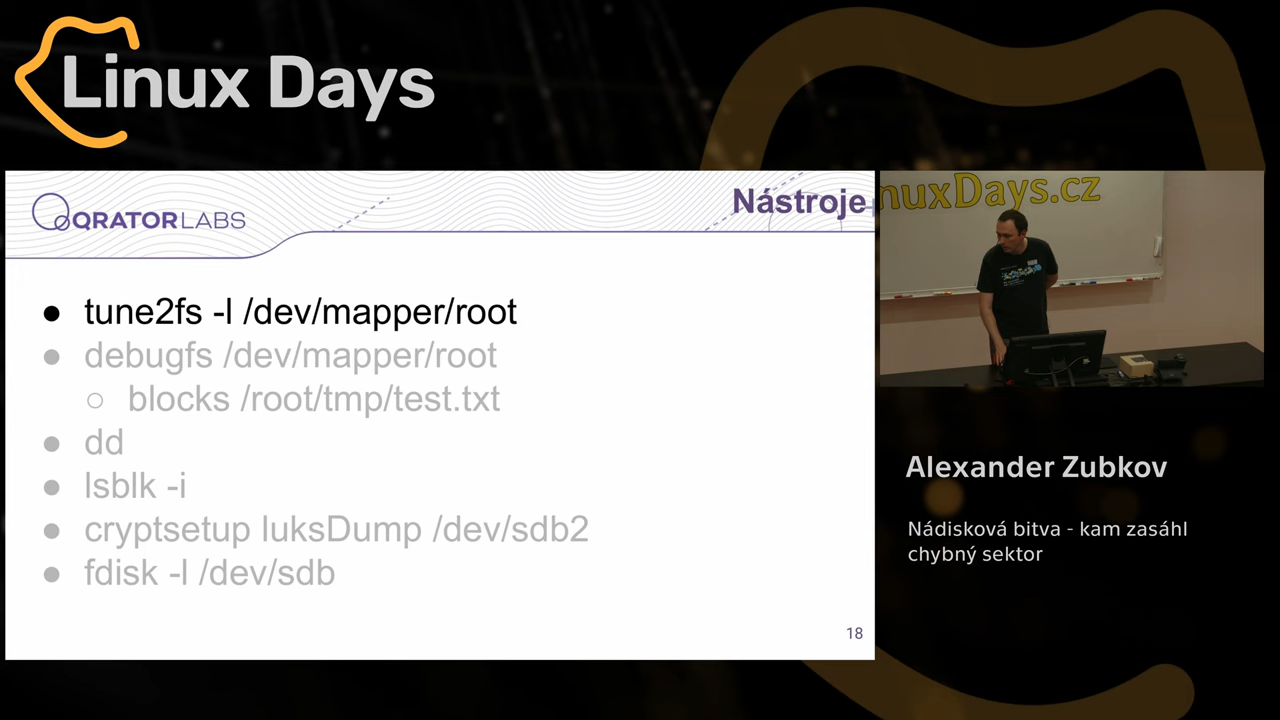 Linux Days
QRATORLABS
Nástroje
nuxDays.cz
● tune2fs -l /dev/mapper/root
● debugfs /dev/mapper/root
○ blocks /root/tmp/test.txt
● dd
● lsblk -i
● cryptsetup luksDump /dev/sdb2
● fdisk -l /dev/sdb
18
Alexander Zubkov
Nádisková bitva - kam zasáhl
chybný sektor